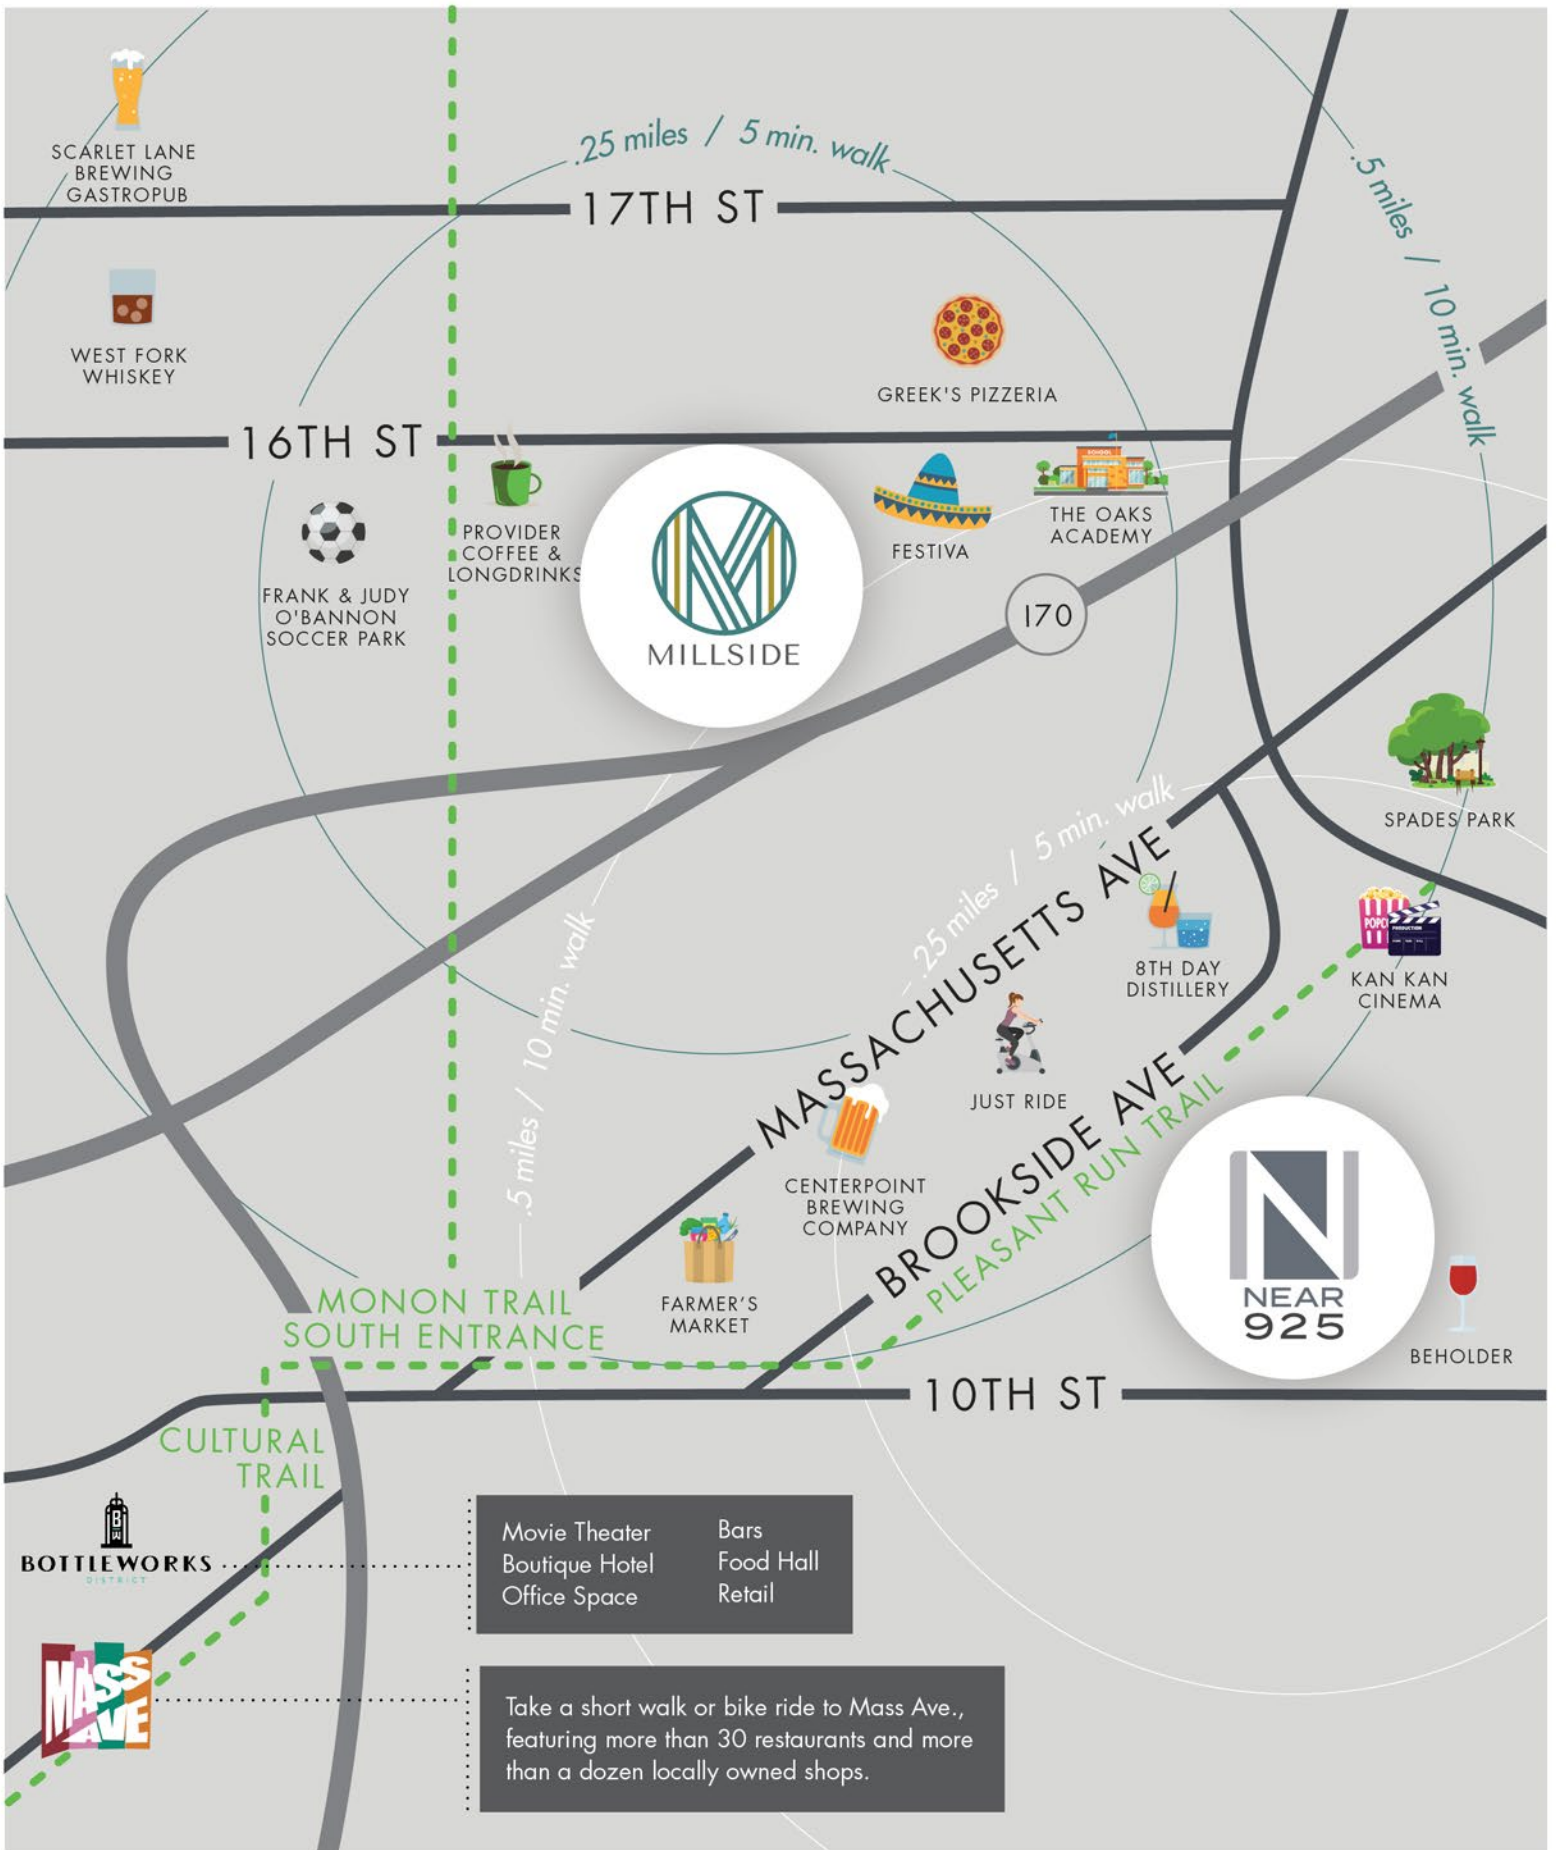 SCARLET LANE
BREWING
GASTROPUB
.25 miles / 5 min. walk
.5 miles / 10 min. walk
17TH ST
WEST FORK
WHISKEY
GREEK'S PIZZERIA
16TH ST
SCHOOL
PROVIDER
COFFEE &
LONGDRINKS
FESTIVA
THE OAKS
ACADEMY
FRANK & JUDY
O'BANNON
SOCCER PARK
MILLSIDE
170
SPADES PARK
.25 miles / 5 min. walk
MASSACHUSETTS AVE
POPC
PRODUCTION
8TH DAY
DISTILLERY
KAN KAN
CINEMA
.5 miles / 10 min. walk
JUST RIDE
BROOKSIDE AVE
PLEASANT RUN TRAIL
CENTERPOINT
BREWING
COMPANY
FARMER'S
MARKET
N
NEAR
925
BEHOLDER
MONON TRAIL
SOUTH ENTRANCE
10TH ST
CULTURAL
TRAIL
B
W
BOTTLEWORKS
DISTRICT
Movie Theater
Boutique Hotel
Office Space
Bars
Food Hall
Retail
MASS
AVE
Take a short walk or bike ride to Mass Ave.,
featuring more than 30 restaurants and more
than a dozen locally owned shops.